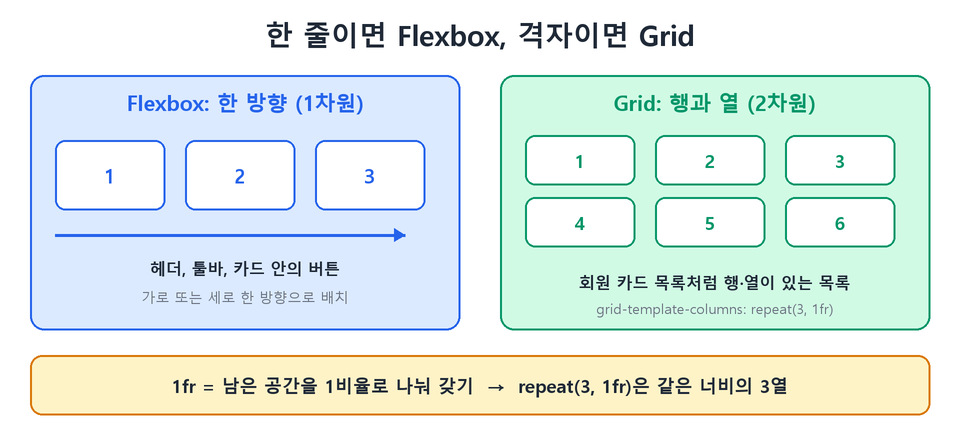 한 줄이면 Flexbox, 격자이면 Grid
Flexbox: 한 방향 (1차원)
1
2
3
헤더, 툴바, 카드 안의 버튼
가로 또는 세로 한 방향으로 배치
Grid: 행과 열 (2차원)
1
2
3
4
5
6
회원 카드 목록처럼 행·열이 있는 목록
grid-template-columns: repeat(3, 1fr)
1fr = 남은 공간을 1비율로 나눠 갖기 → repeat(3, 1fr)은 같은 너비의 3열